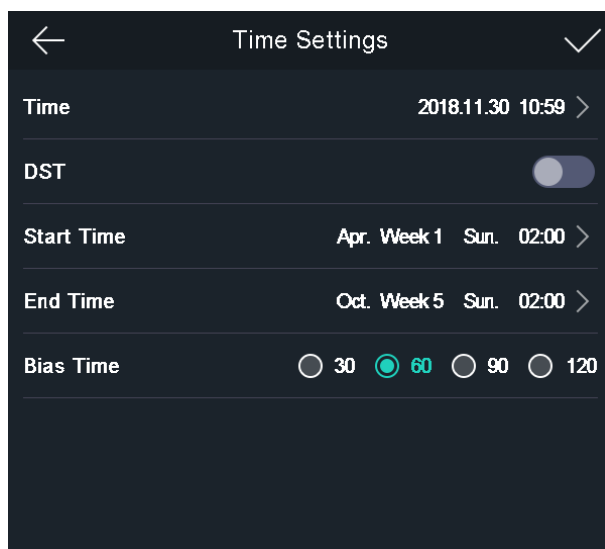 Time Settings
Time 2018.11.30 10:59
DST
Start Time Apr. Week 1 Sun. 02:00
End Time Oct. Week 5 Sun. 02:00
Bias Time 30 60 90 120